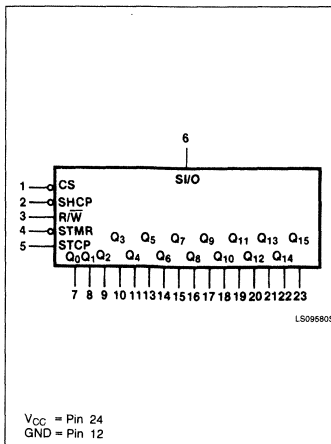 6
SI/O
1 CS
2 SHCP
3 R/W̅
4 STMR
5 STCP
Q3 Q5 Q7 Q9 Q11 Q13 Q15
Q0 Q1 Q2 Q4 Q6 Q8 Q10 Q12 Q14
7 8 9 10 11 13 14 15 16 17 18 19 20 21 22 23
LS09580S
VCC = Pin 24
GND = Pin 12